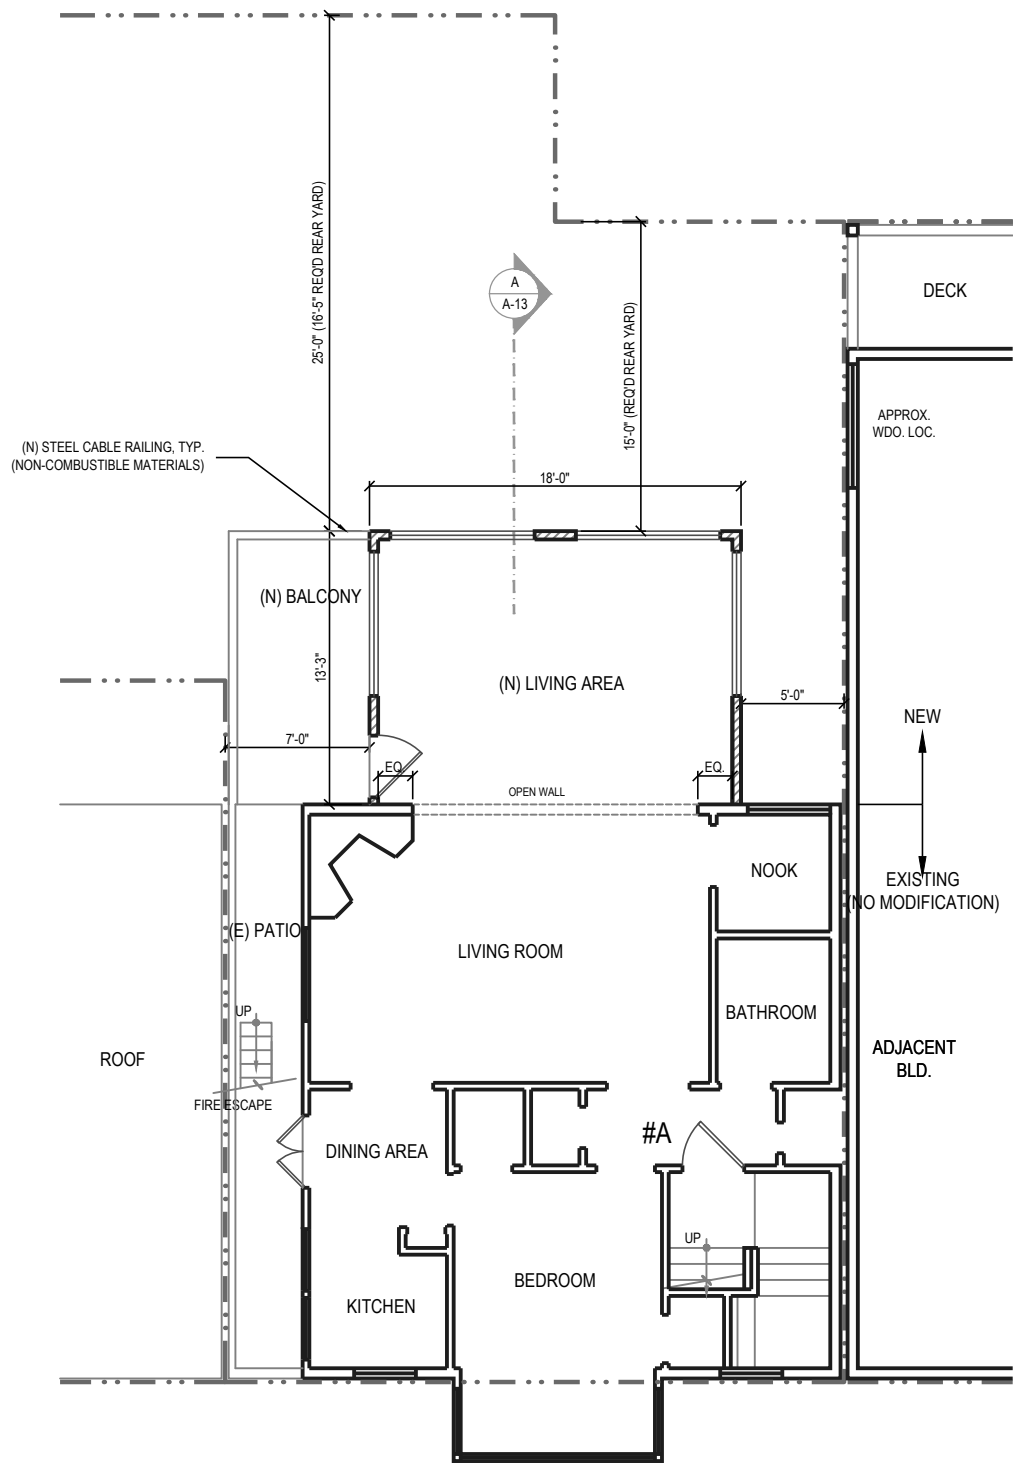 25'-0" (16'-5" REQ'D REAR YARD)
A
A-13
15'-0" (REQ'D REAR YARD)
DECK
APPROX.
WDO. LOC.
(N) STEEL CABLE RAILING, TYP.
(NON-COMBUSTIBLE MATERIALS)
18'-0"
(N) BALCONY
13'-3"
(N) LIVING AREA
5'-0"
NEW
7'-0"
EQ.
EQ.
OPEN WALL
NOOK
EXISTING
(NO MODIFICATION)
(E) PATIO
LIVING ROOM
UP
BATHROOM
ROOF
ADJACENT
BLD.
FIRE ESCAPE
#A
DINING AREA
UP
BEDROOM
KITCHEN